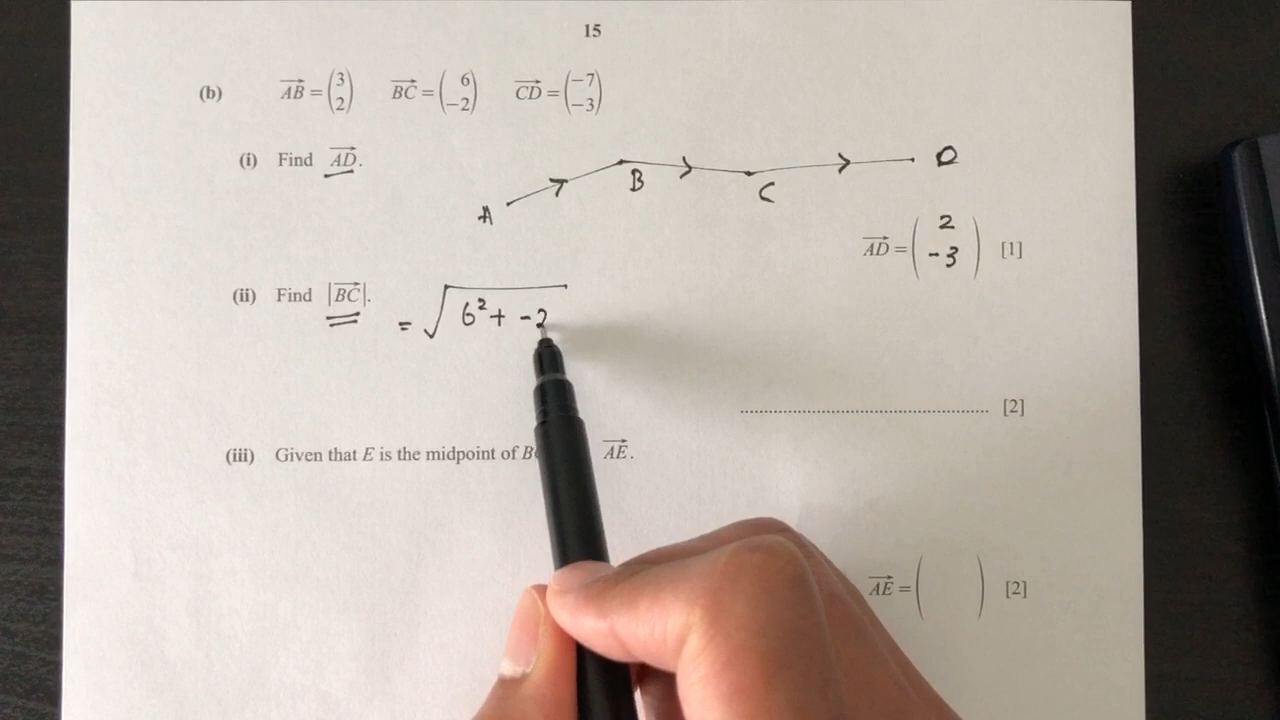 15
(b) AB = (3 2) BC = (6 -2) CD = (-7 -3)
(i) Find AD.
A B C D
AD = (2 -3) [1]
(ii) Find |BC|. = √6² + -2
[2]
(iii) Given that E is the midpoint of B AE.
AE = ( ) [2]